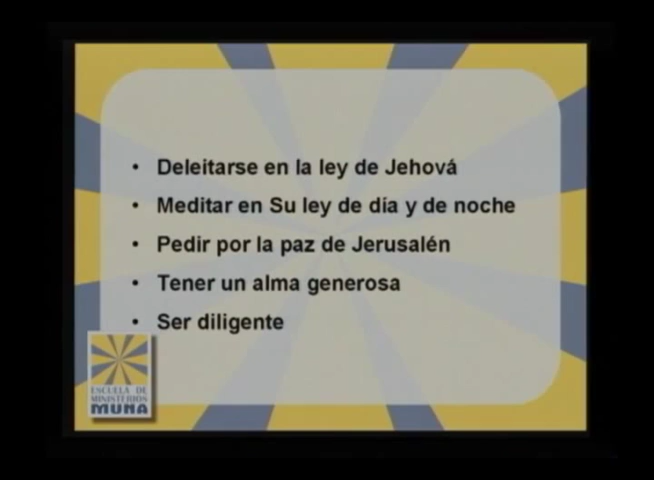 • Deleitarse en la ley de Jehová
• Meditar en Su ley de día y de noche
• Pedir por la paz de Jerusalén
• Tener un alma generosa
• Ser diligente
ESCUELA DE
MINISTERIOS
MUNA